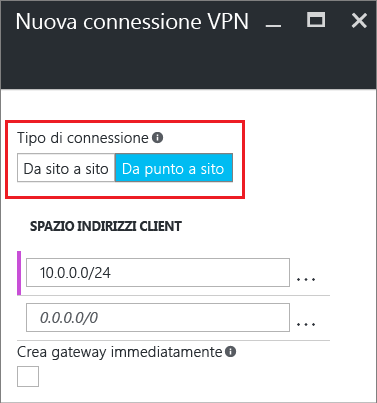 Nuova connessione VPN
Tipo di connessione
Da sito a sito Da punto a sito
SPAZIO INDIRIZZI CLIENT
10.0.0.0/24 ...
0.0.0.0/0 ...
Crea gateway immediatamente